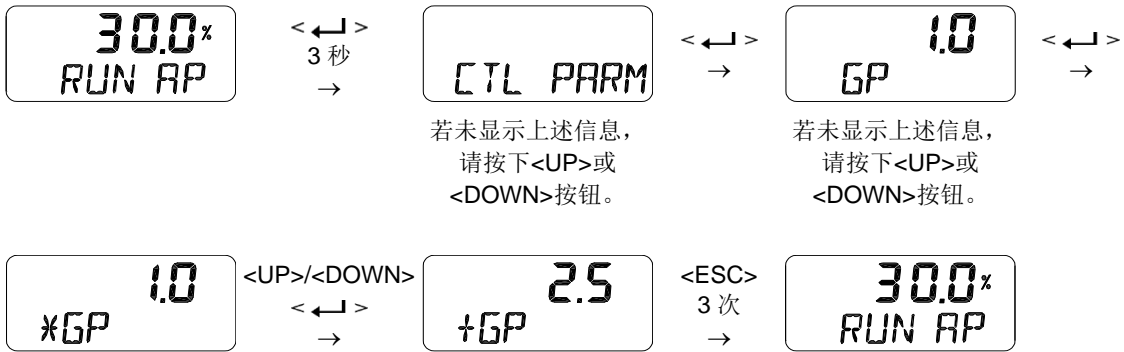 30.0%
RUN AP
< ↵ >
3 秒
→
CTL PARM
若未显示上述信息，
请按下<UP>或
<DOWN>按钮。
< ↵ >
→
1.0
GP
若未显示上述信息，
请按下<UP>或
<DOWN>按钮。
< ↵ >
→
1.0
*GP
<UP>/<DOWN>
< ↵ >
→
2.5
+GP
<ESC>
3 次
→
30.0%
RUN AP